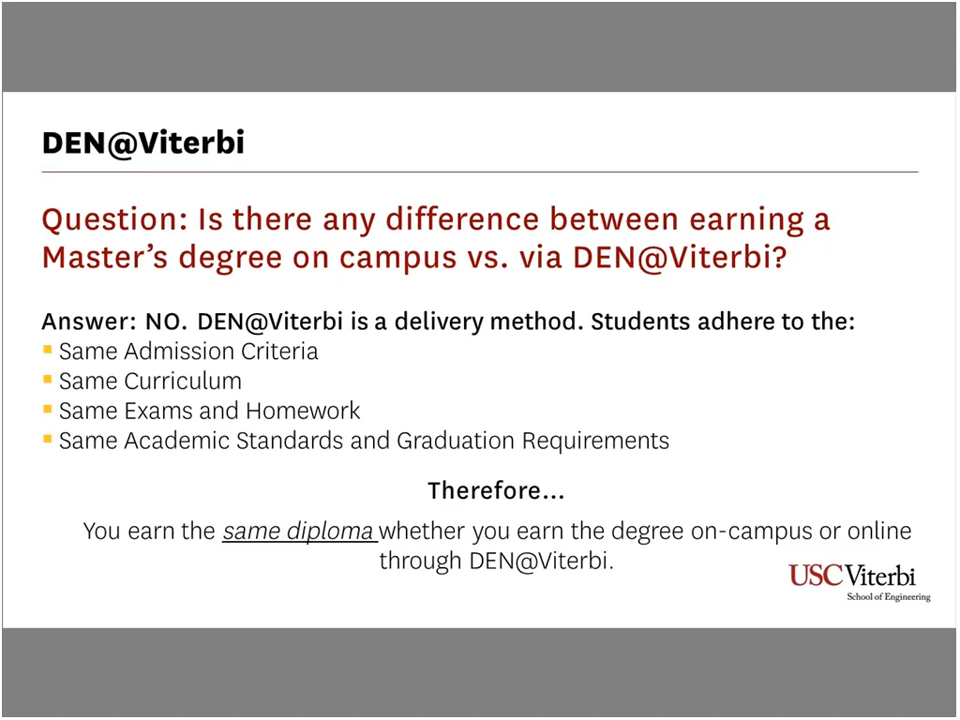 DEN@Viterbi
Question: Is there any difference between earning a
Master's degree on campus vs. via DEN@Viterbi?
Answer: NO. DEN@Viterbi is a delivery method. Students adhere to the:
Same Admission Criteria
Same Curriculum
Same Exams and Homework
Same Academic Standards and Graduation Requirements
Therefore...
You earn the same diploma whether you earn the degree on-campus or online
through DEN@Viterbi.
USC Viterbi
School of Engineering